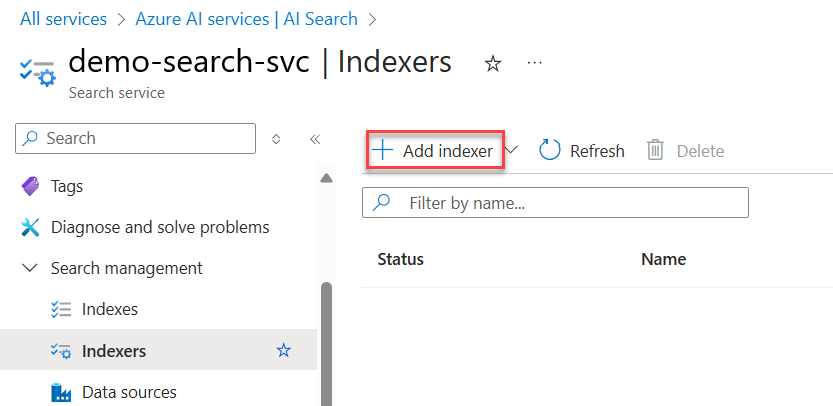 All services > Azure AI services | AI Search >
demo-search-svc | Indexers
Search service
Search
Add indexer
Refresh
Delete
Tags
Filter by name...
Diagnose and solve problems
Search management
Status
Name
Indexes
Indexers
Data sources